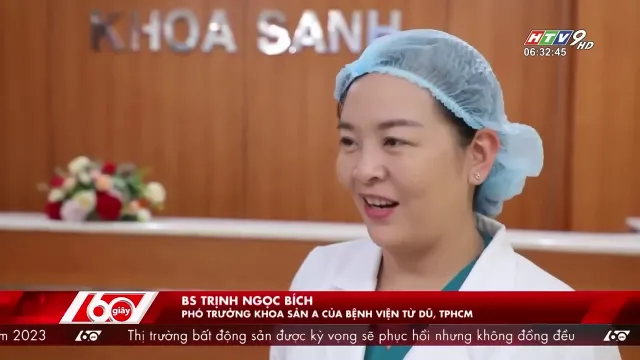 KHOA SANH
HTV9 HD
06:32:45
BS TRỊNH NGỌC BÍCH
PHÓ TRƯỞNG KHOA SẢN A CỦA BỆNH VIỆN TỪ DŨ, TPHCM
60 giây
m 2023 60 Thị trường bất động sản được kỳ vọng sẽ phục hồi nhưng không đồng đều 60